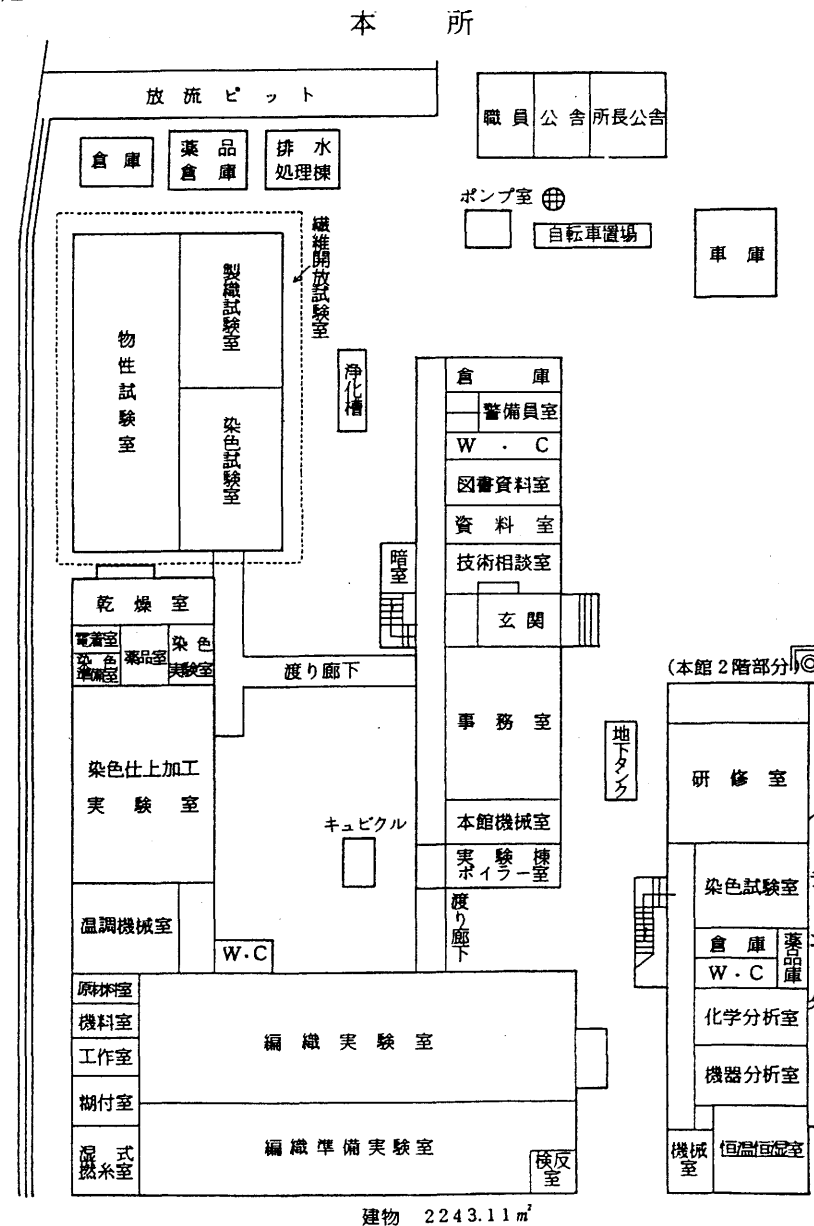 本所
放流ピット
職員公舎
所長公舎
倉庫
薬品
倉庫
排水
処理棟
ポンプ室
自転車置場
車庫
繊維開放試験室
物性試験室
製織試験室
染色試験室
浄化槽
倉庫
警備員室
W・C
図書資料室
資料室
技術相談室
暗室
玄関
乾燥室
電着室
染色
準備室
薬品室
染色
実験室
渡り廊下
事務室
地下タンク
染色仕上加工
実験室
キュビクル
本館機械室
実験棟
ボイラー室
渡り廊下
温調機械室
W・C
原材料室
機料室
工作室
糊付室
湿式
撚糸室
編織実験室
編織準備実験室
検反室
(本館2階部分)
研修室
染色試験室
倉庫
薬品庫
W・C
化学分析室
機器分析室
機械室
恒温恒湿室
建物 2243.11㎡